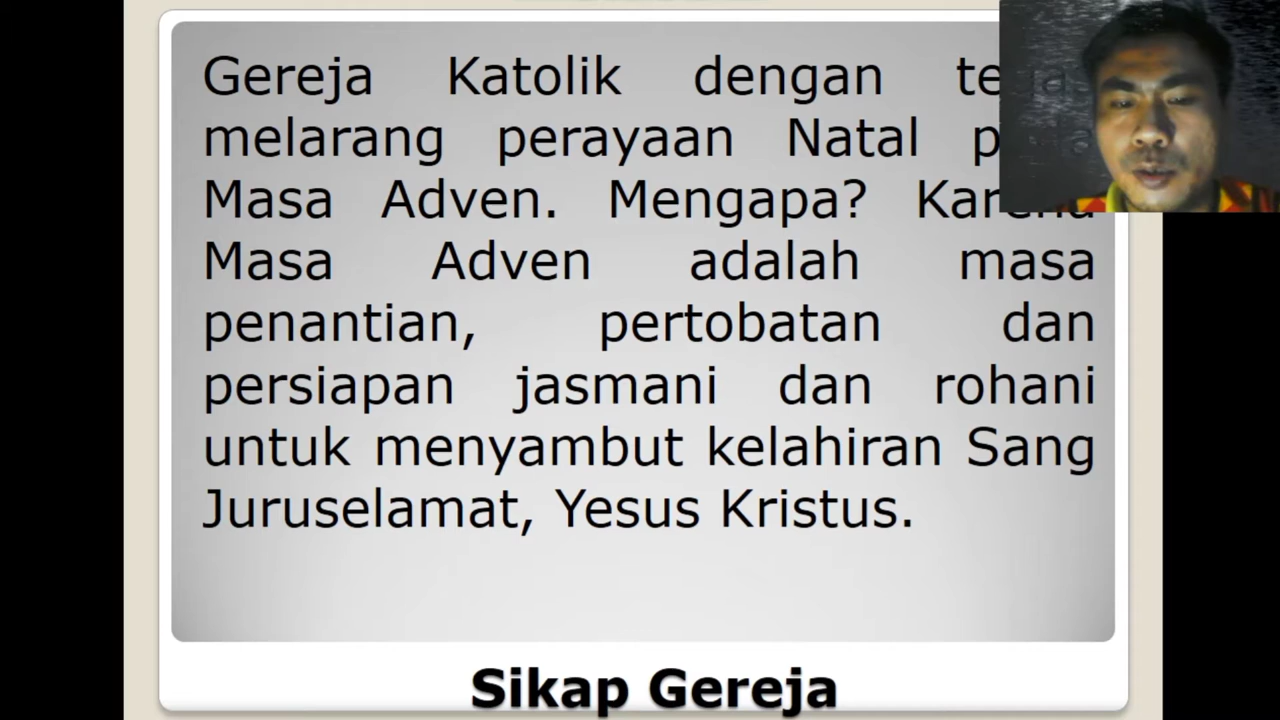 Gereja Katolik dengan
melarang perayaan Natal
Masa Adven. Mengapa? Karena
Masa Adven adalah masa
penantian, pertobatan dan
persiapan jasmani dan rohani
untuk menyambut kelahiran Sang
Juruselamat, Yesus Kristus.
Sikap Gereja